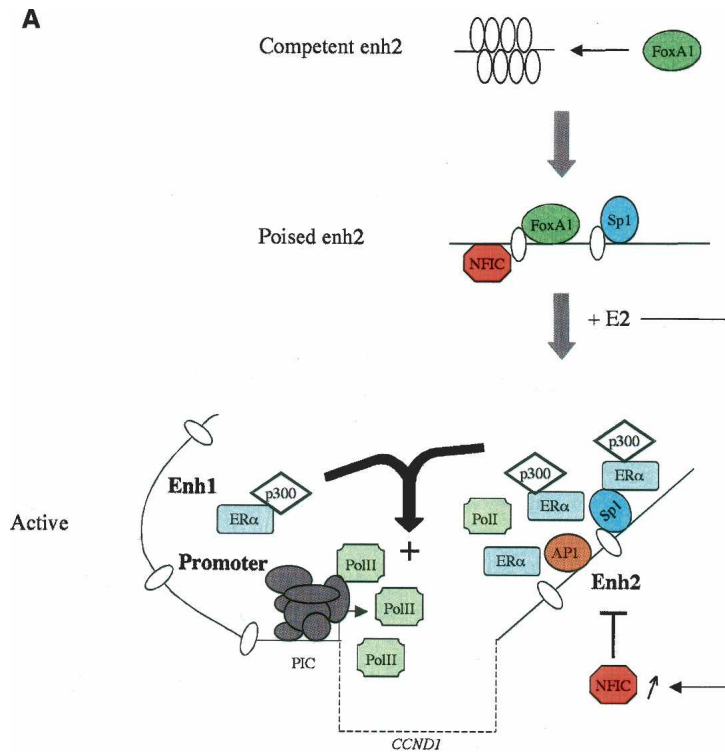 A
Competent enh2
FoxA1
Poised enh2
FoxA1
Sp1
NFIC
+ E2
p300
p300
Enh1
p300
ERα
ERα
ERα
Active
PolI
Sp1
Promoter
+
PolII
ERα
AP1
Enh2
PolII
PIC
PolII
NFIC
CCND1